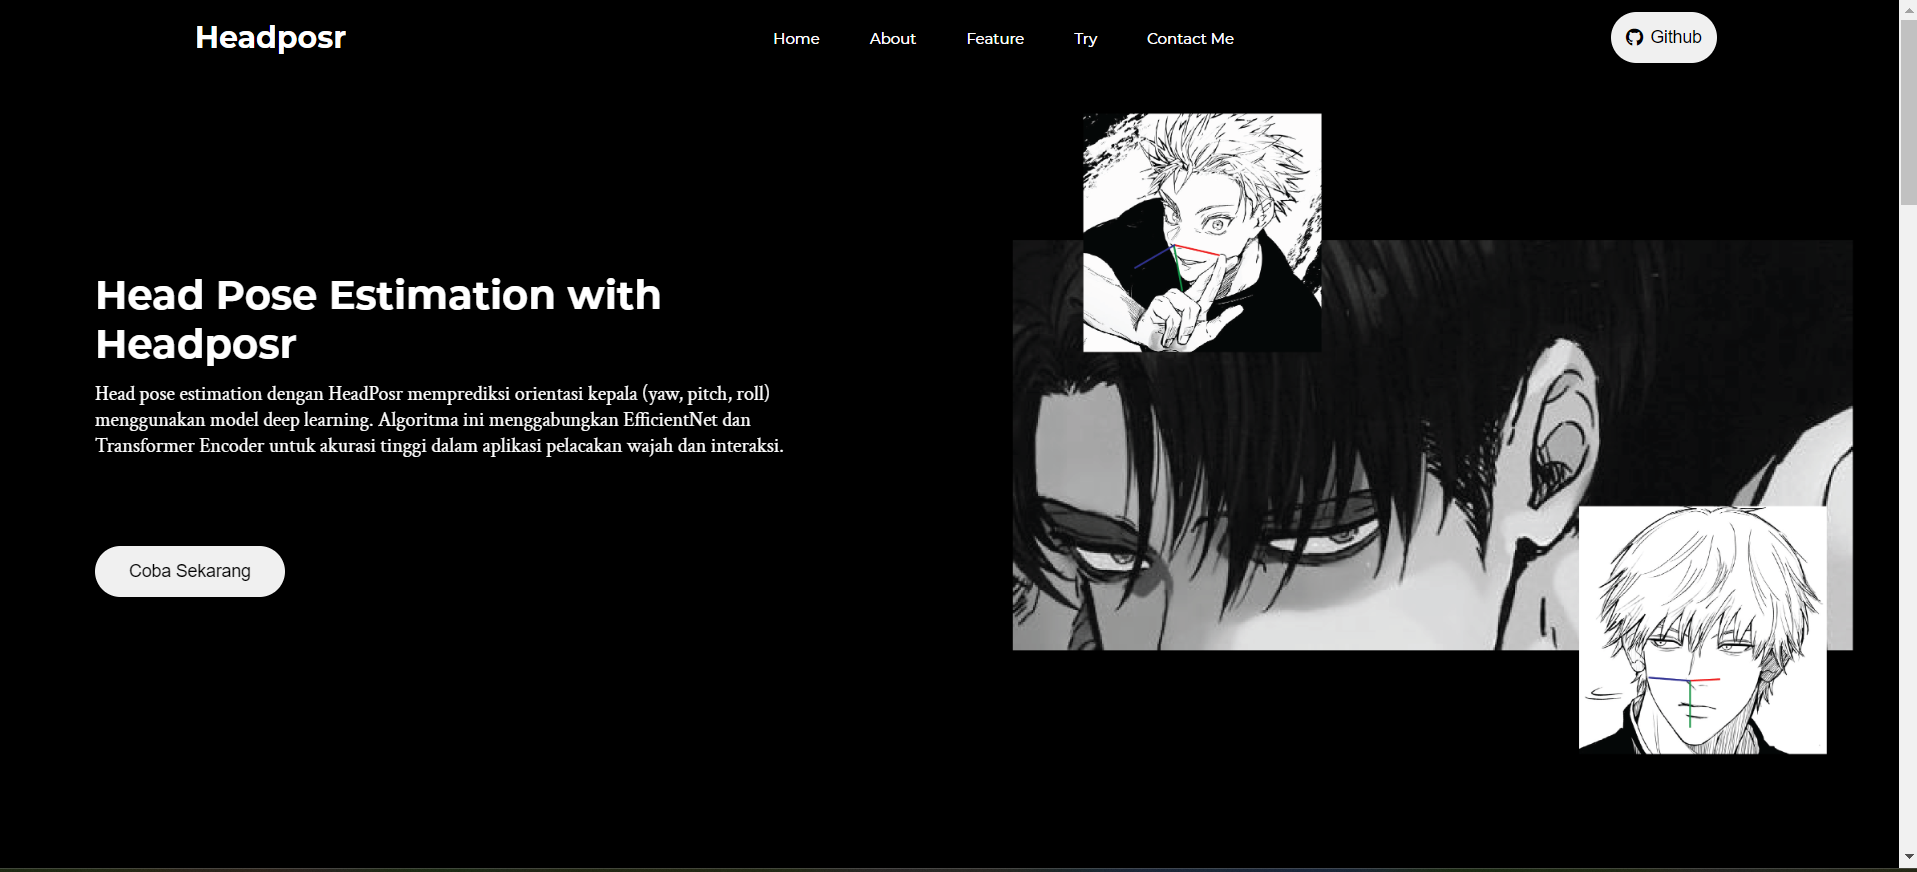 Headposr
Home
About
Feature
Try
Contact Me
Github
Head Pose Estimation with
Headposr
Head pose estimation dengan HeadPosr memprediksi orientasi kepala (yaw, pitch, roll)
menggunakan model deep learning. Algoritma ini menggabungkan EfficientNet dan
Transformer Encoder untuk akurasi tinggi dalam aplikasi pelacakan wajah dan interaksi.
Coba Sekarang